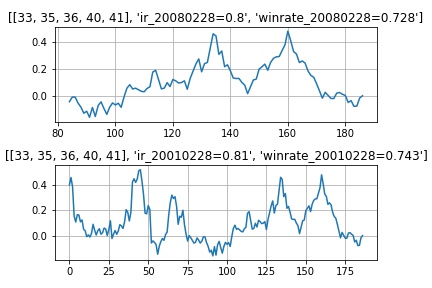 [[33, 35, 36, 40, 41], 'ir_20080228=0.8', 'winrate_20080228=0.728']
0.4
0.2
0.0
80 100 120 140 160 180
[[33, 35, 36, 40, 41], 'ir_20010228=0.81', 'winrate_20010228=0.743']
0.4
0.2
0.0
0 25 50 75 100 125 150 175